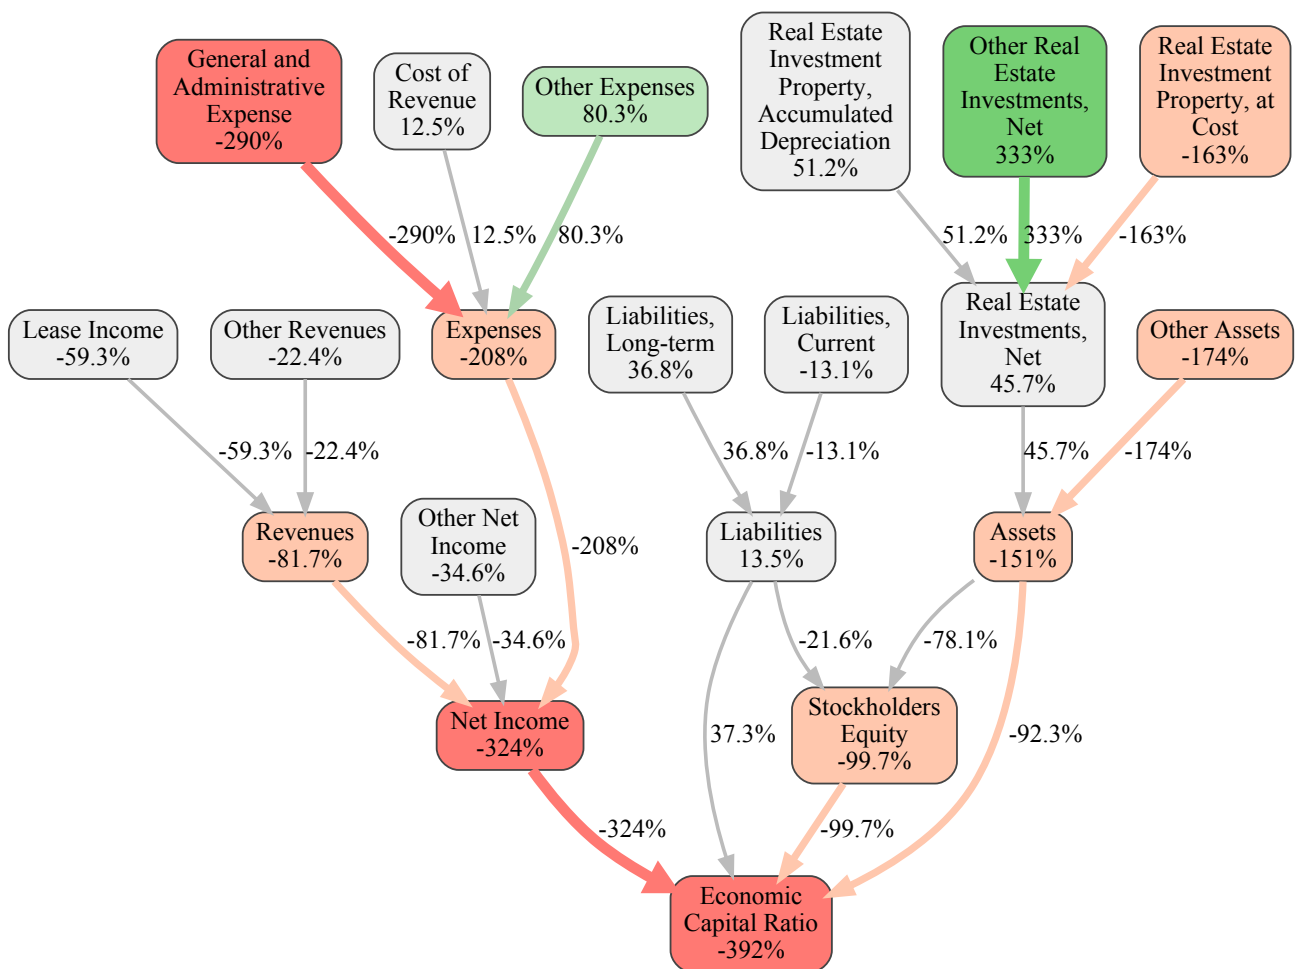 General and
Administrative
Expense
-290%
Cost of
Revenue
12.5%
Other Expenses
80.3%
Real Estate
Investment
Property,
Accumulated
Depreciation
51.2%
Other Real
Estate
Investments,
Net
333%
Real Estate
Investment
Property, at
Cost
-163%
-290%
12.5%
80.3%
51.2%
333%
-163%
Lease Income
-59.3%
Other Revenues
-22.4%
Expenses
-208%
Liabilities,
Long-term
36.8%
Liabilities,
Current
-13.1%
Real Estate
Investments,
Net
45.7%
Other Assets
-174%
-59.3%
-22.4%
36.8%
-13.1%
45.7%
-174%
Revenues
-81.7%
Other Net
Income
-34.6%
-208%
Liabilities
13.5%
Assets
-151%
-81.7%
-34.6%
-21.6%
-78.1%
Net Income
-324%
37.3%
Stockholders
Equity
-99.7%
-92.3%
-324%
-99.7%
Economic
Capital Ratio
-392%